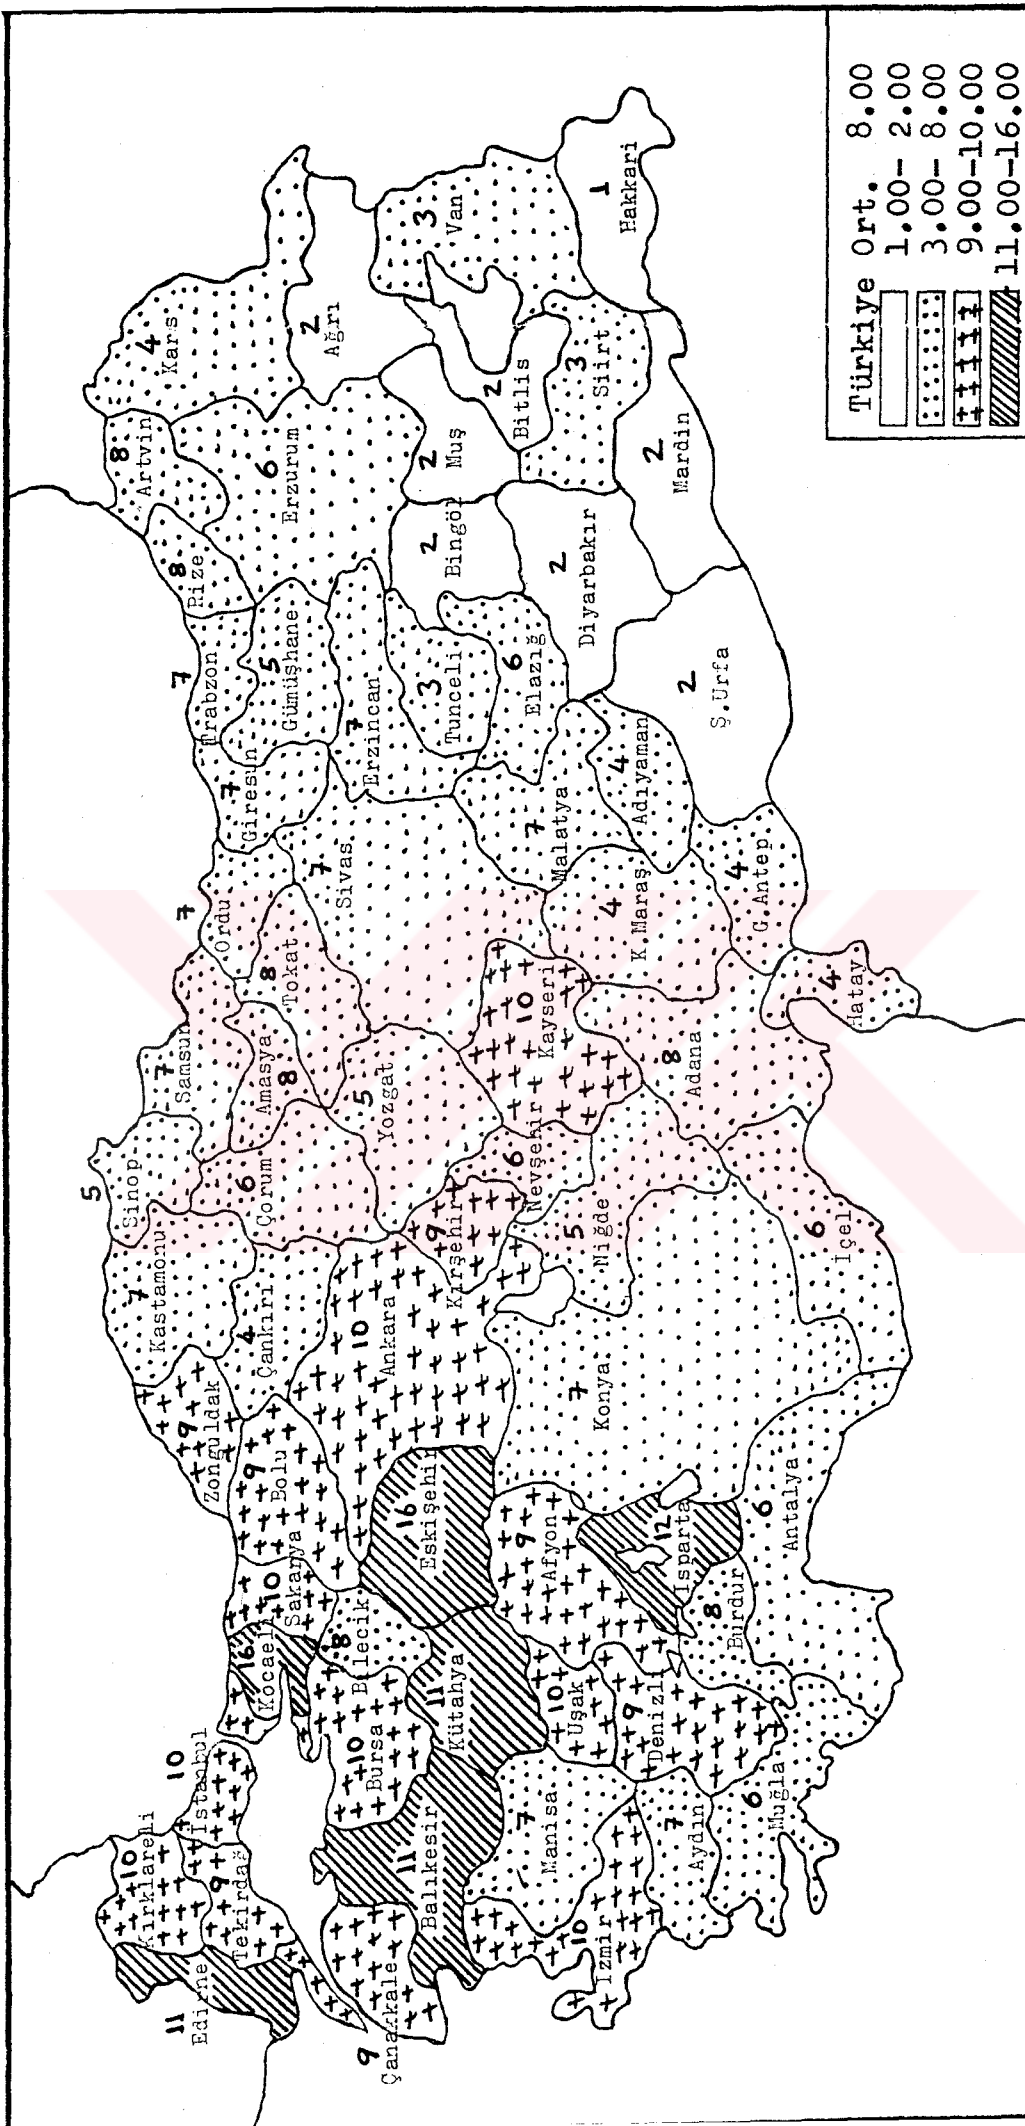 Edirne 11
Kırklareli 10
Tekirdağ 9
İstanbul 10
Çanakkale 9
Balıkesir 11
Bursa 10
Kocaeli 16
Sakarya 10
Bilecik 8
Kütahya 11
Eskişehir 16
Bolu 9
Zonguldak 9
İzmir 10
Manisa 7
Uşak 10
Afyon 9
Aydın 7
Denizli 9
Muğla 6
Burdur 8
Isparta 12
Antalya 6
Konya 7
Ankara 10
Çankırı 4
Kastamonu 7
Sinop 5
Çorum 6
Kırşehir 9
Nevşehir 6
Niğde 5
İçel 6
Yozgat 5
Samsun 7
Amasya 8
Tokat 8
Ordu 7
Kayseri 10
Adana 8
Hatay 4
Sivas 7
K.Maraş 4
G.Antep 4
Giresun 7
Trabzon 7
Gümüşhane 5
Erzincan 7
Malatya 7
Adıyaman 4
Tunceli 3
Elazığ 6
Ş.Urfa 2
Rize 8
Artvin 8
Erzurum 6
Bingöl 2
Diyarbakır 2
Muş 2
Mardin 2
Kars 4
Ağrı 2
Bitlis 2
Siirt 3
Van 3
Hakkari 1
Türkiye Ort. 8.00
1.00- 2.00
3.00- 8.00
9.00-10.00
11.00-16.00